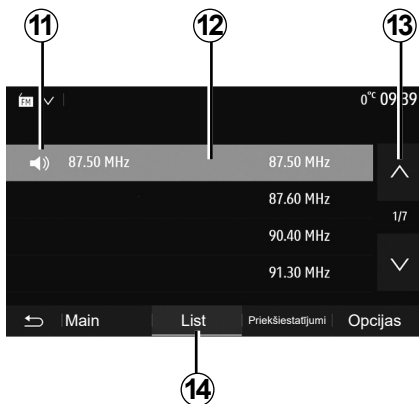 11 12 13
FM 0°C 09:39
87.50 MHz 87.50 MHz
87.60 MHz
1/7
90.40 MHz
91.30 MHz
Main List Priekšiestatījumi Opcijas
14